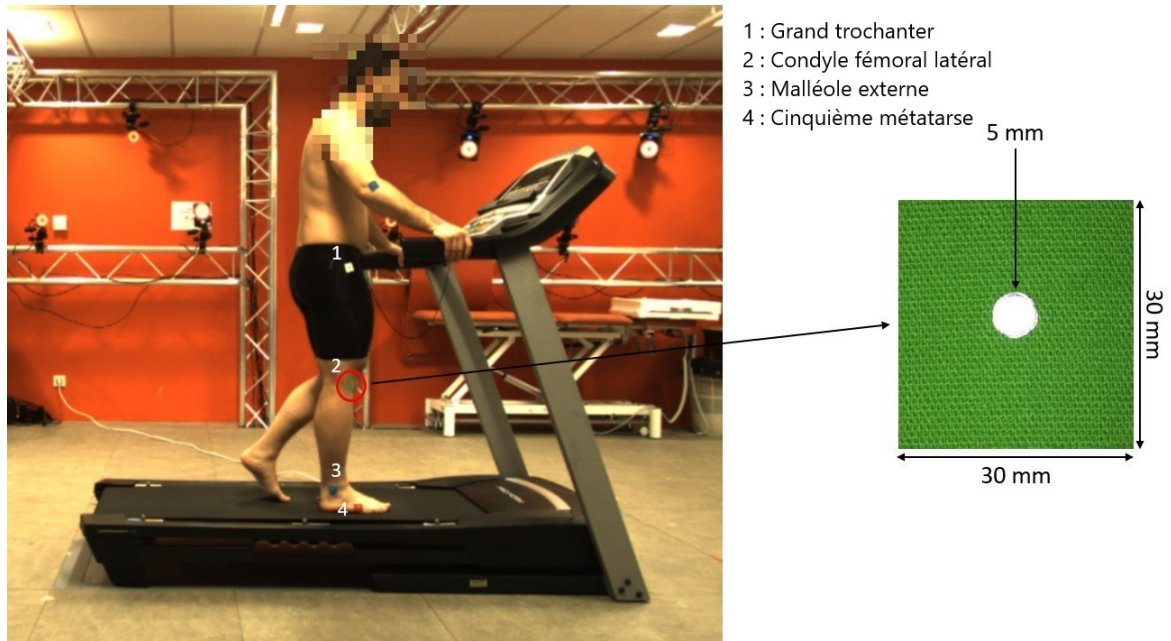 1 : Grand trochanter
2 : Condyle fémoral latéral
3 : Malléole externe
4 : Cinquième métatarse
5 mm
1
30 mm
2
3
4
30 mm